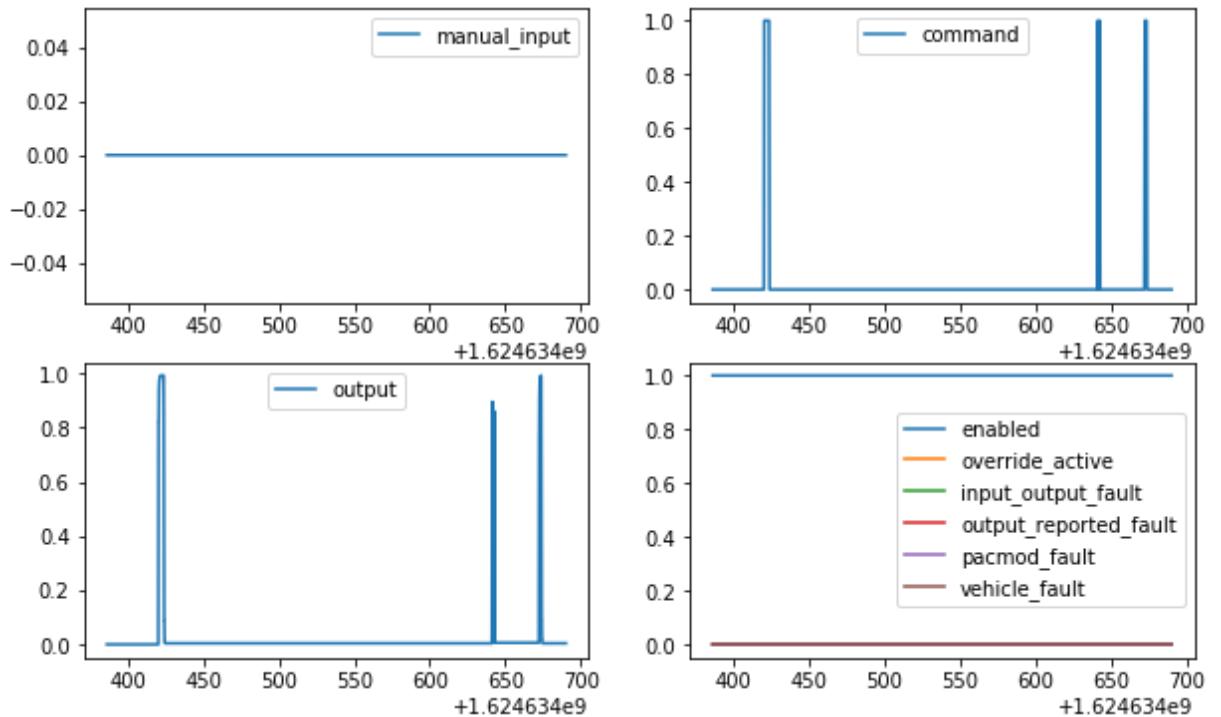 manual_input
0.04
0.02
0.00
−0.02
−0.04
400 450 500 550 600 650 700
+1.624634e9
command
1.0
0.8
0.6
0.4
0.2
0.0
400 450 500 550 600 650 700
+1.624634e9
output
1.0
0.8
0.6
0.4
0.2
0.0
400 450 500 550 600 650 700
+1.624634e9
1.0
0.8
0.6
0.4
0.2
0.0
enabled
override_active
input_output_fault
output_reported_fault
pacmod_fault
vehicle_fault
400 450 500 550 600 650 700
+1.624634e9